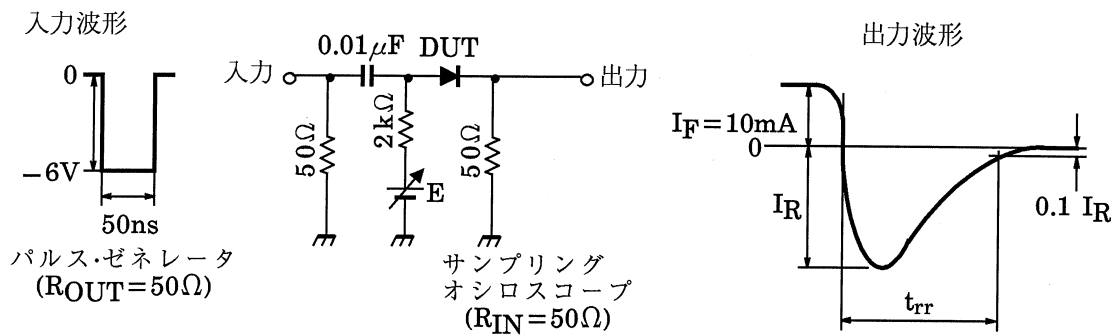 入力波形
0
−6V
50ns
パルス･ゼネレータ
(ROUT=50Ω)
0.01μF DUT
入力
出力
50Ω
2kΩ
E
50Ω
サンプリング
オシロスコープ
(RIN=50Ω)
出力波形
IF=10mA
0
IR
0.1 IR
trr